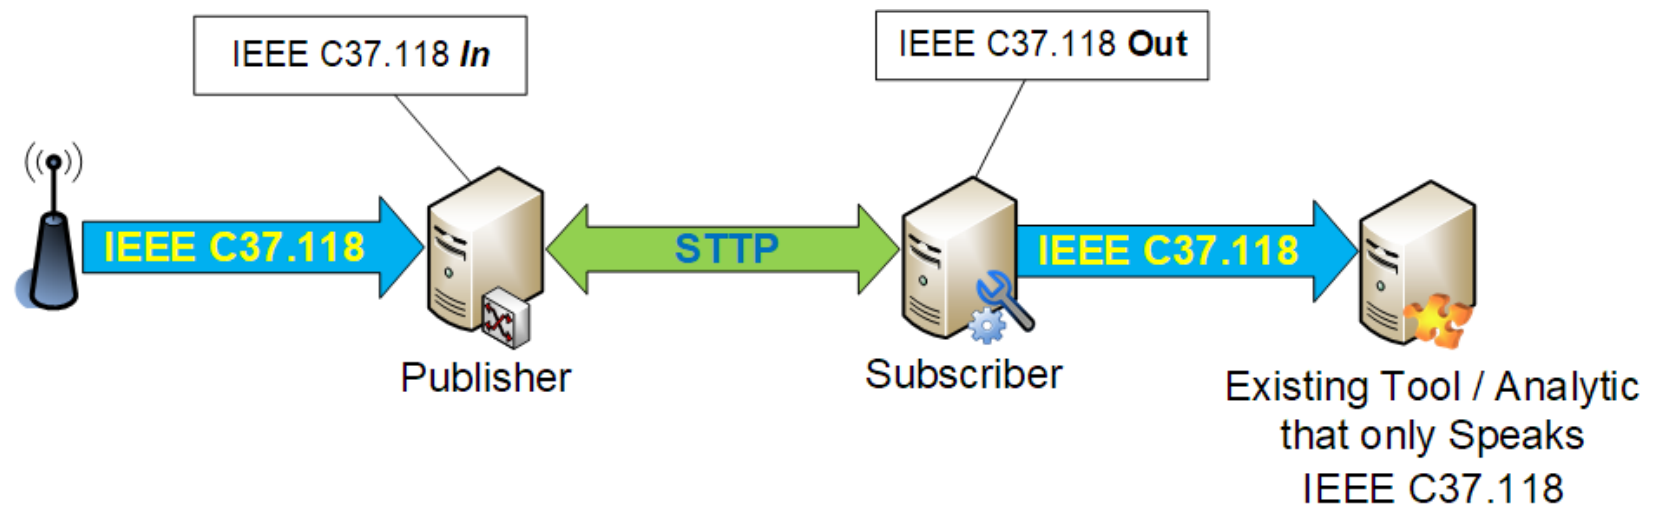 IEEE C37.118 In
IEEE C37.118 Out
IEEE C37.118
STTP
IEEE C37.118
Publisher
Subscriber
Existing Tool / Analytic
that only Speaks
IEEE C37.118